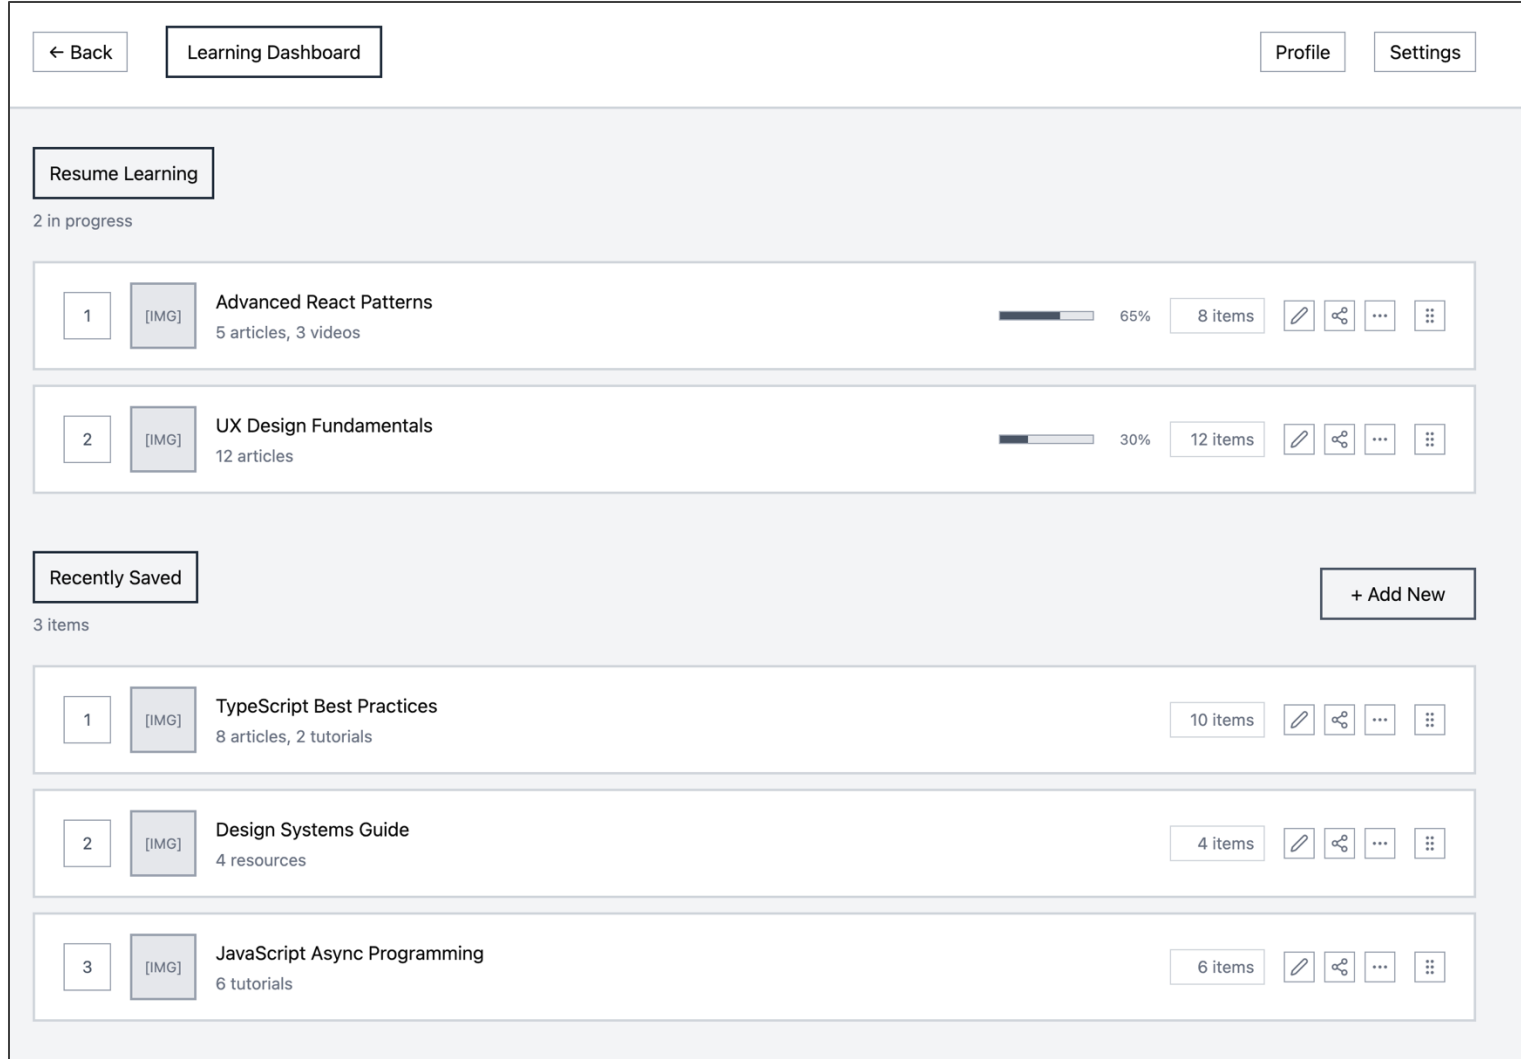 ← Back
Learning Dashboard
Profile
Settings
Resume Learning
2 in progress
1
[IMG]
Advanced React Patterns
5 articles, 3 videos
65%
8 items
2
[IMG]
UX Design Fundamentals
12 articles
30%
12 items
Recently Saved
3 items
+ Add New
1
[IMG]
TypeScript Best Practices
8 articles, 2 tutorials
10 items
2
[IMG]
Design Systems Guide
4 resources
4 items
3
[IMG]
JavaScript Async Programming
6 tutorials
6 items